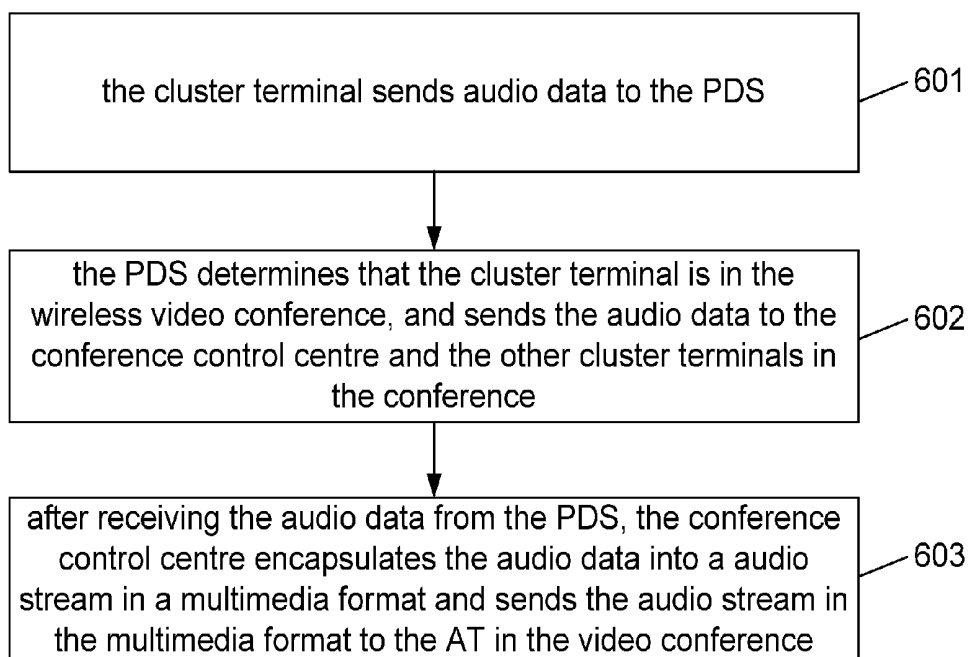 the cluster terminal sends audio data to the PDS
601
the PDS determines that the cluster terminal is in the
wireless video conference, and sends the audio data to the
conference control centre and the other cluster terminals in
the conference
602
after receiving the audio data from the PDS, the conference
control centre encapsulates the audio data into a audio
stream in a multimedia format and sends the audio stream in
the multimedia format to the AT in the video conference
603